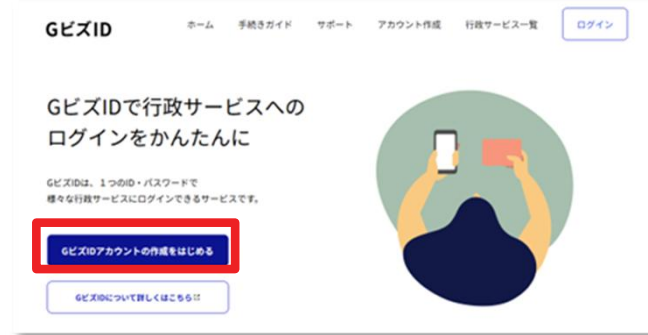 GビズID
ホーム 手続きガイド サポート アカウント作成 行政サービス一覧 ログイン
GビズIDで行政サービスへの
ログインをかんたんに
GビズIDは、１つのID・パスワードで
様々な行政サービスにログインできるサービスです。
GビズIDアカウントの作成をはじめる
GビズIDについて詳しくはこちら